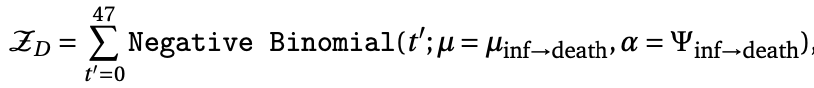 𝒵_D = ∑_{t′=0}^{47} Negative Binomial(t′; μ = μ_{inf→death}, α = Ψ_{inf→death}),